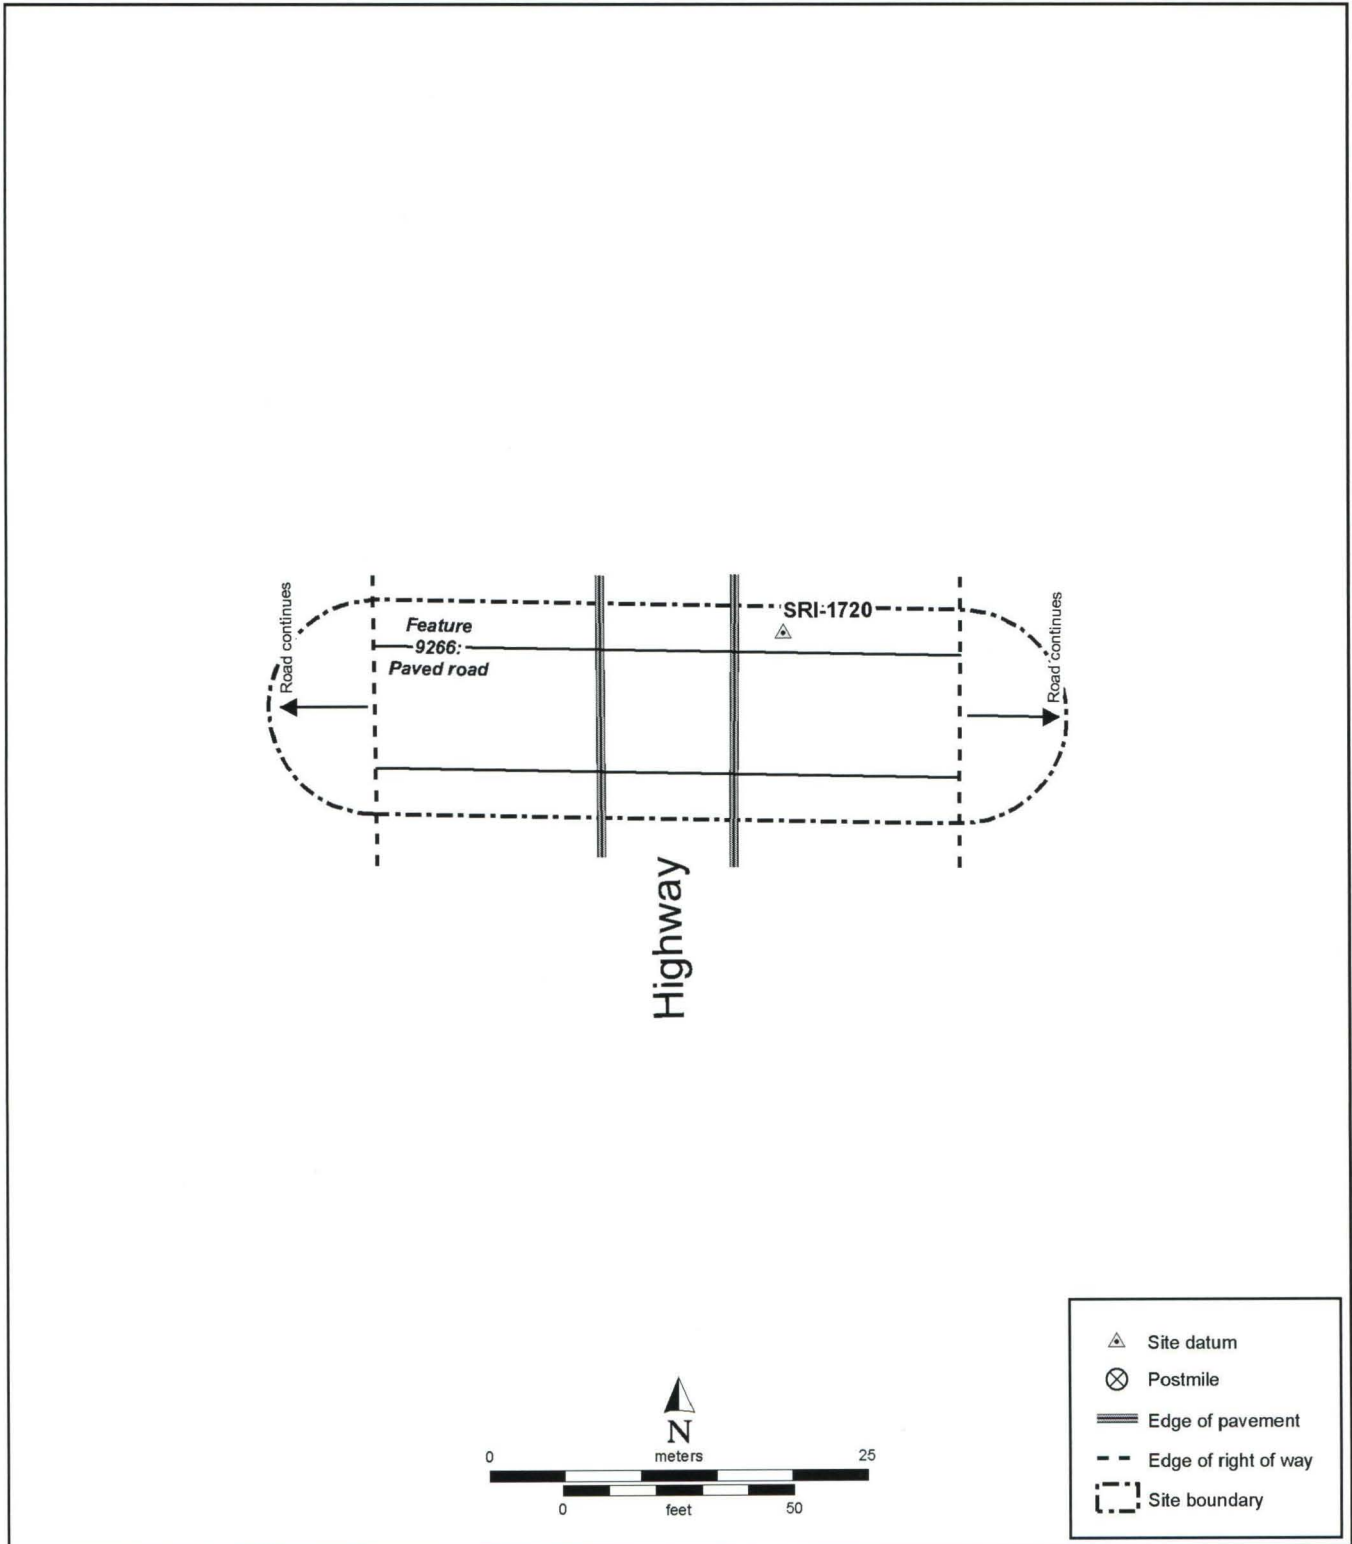 Road continues
Road continues
SRI-1720
Feature
9266:
Paved road
Highway
N
0 meters 25
0 feet 50
Site datum
Postmile
Edge of pavement
Edge of right of way
Site boundary